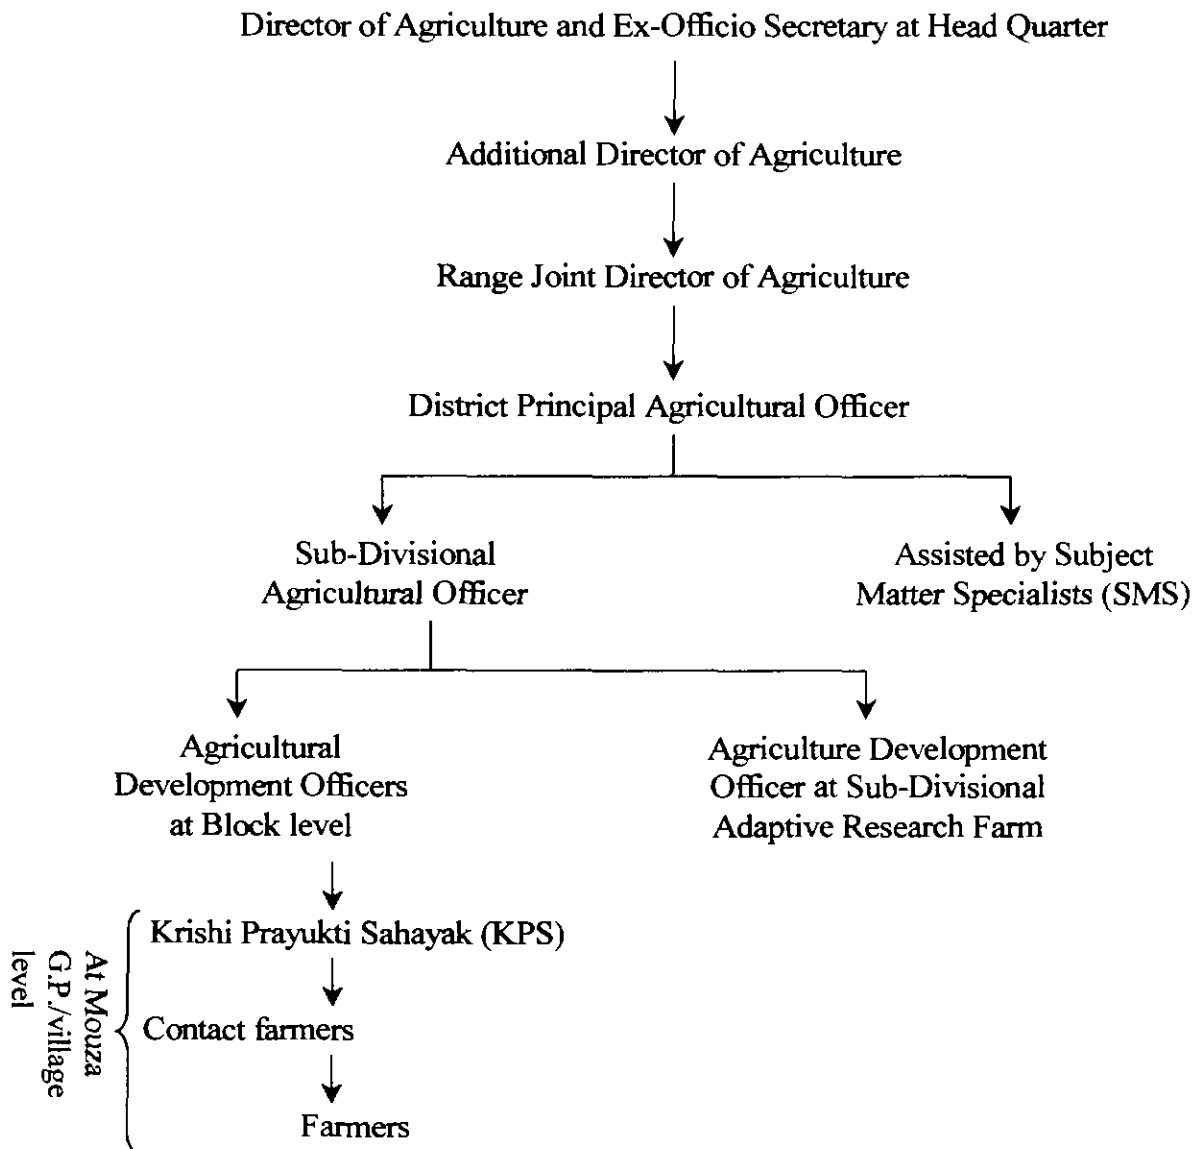 Director of Agriculture and Ex-Officio Secretary at Head Quarter
Additional Director of Agriculture
Range Joint Director of Agriculture
District Principal Agricultural Officer
Sub-Divisional
Agricultural Officer
Assisted by Subject
Matter Specialists (SMS)
Agricultural
Development Officers
at Block level
Agriculture Development
Officer at Sub-Divisional
Adaptive Research Farm
At Mouza
G.P./village
level
Krishi Prayukti Sahayak (KPS)
Contact farmers
Farmers